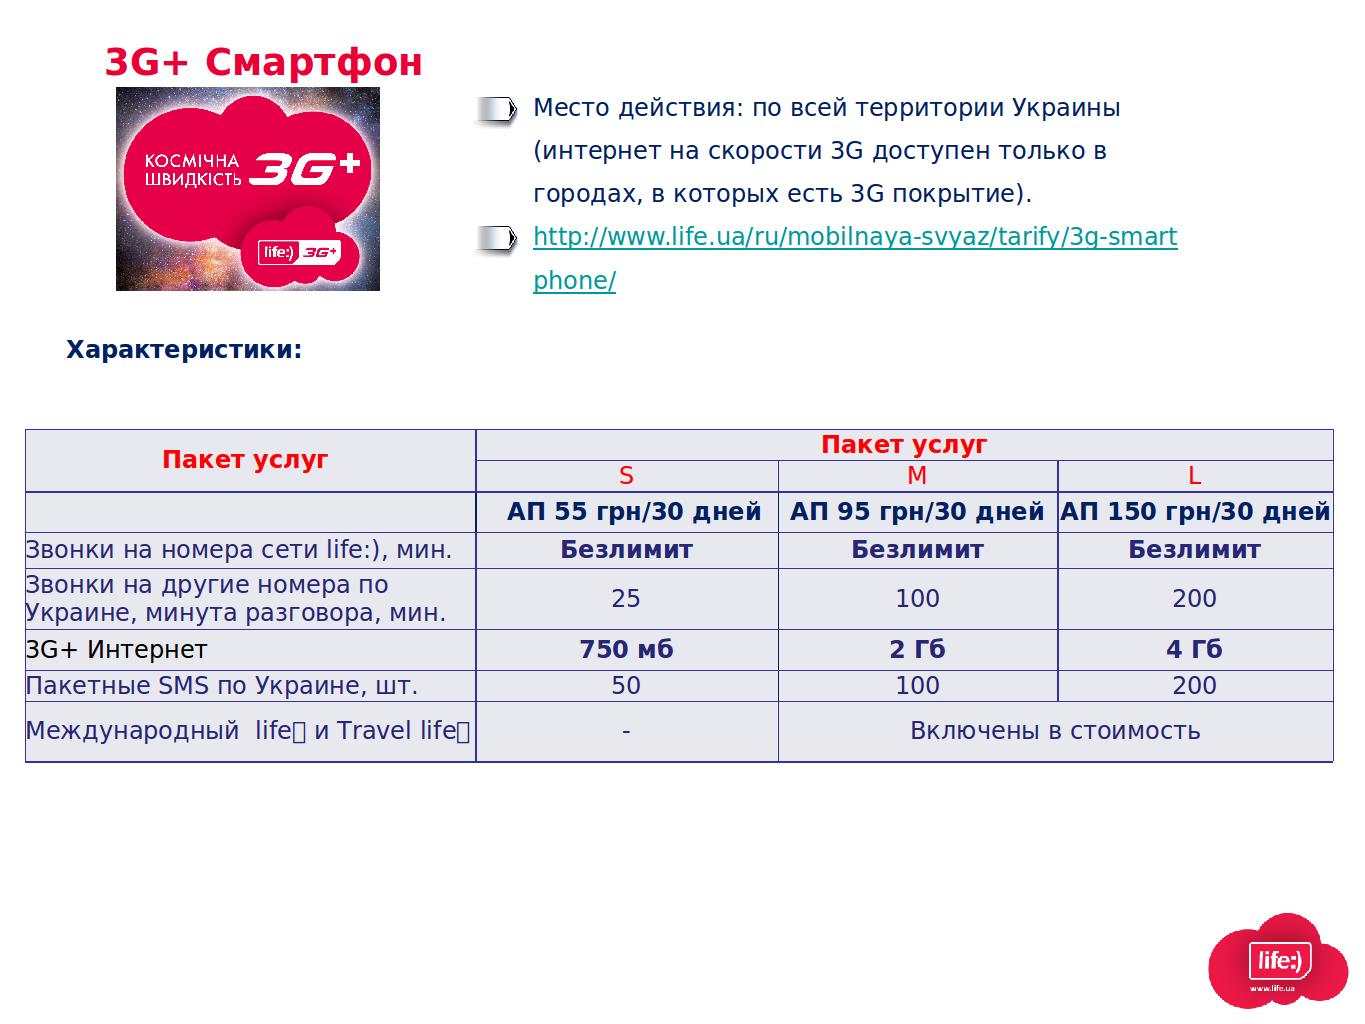 3G+ Смартфон
КОСМІЧНА
ШВИДКІСТЬ 3G+
life:) 3G+
Место действия: по всей территории Украины
(интернет на скорости 3G доступен только в
городах, в которых есть 3G покрытие).
http://www.life.ua/ru/mobilnaya-svyaz/tarify/3g-smart
phone/
Характеристики:
Пакет услуг
Пакет услуг
S M L
АП 55 грн/30 дней АП 95 грн/30 дней АП 150 грн/30 дней
Звонки на номера сети life:), мин. Безлимит Безлимит Безлимит
Звонки на другие номера по
Украине, минута разговора, мин. 25 100 200
3G+ Интернет 750 мб 2 Гб 4 Гб
Пакетные SMS по Украине, шт. 50 100 200
Международный life и Travel life - Включены в стоимость
life:)
www.life.ua